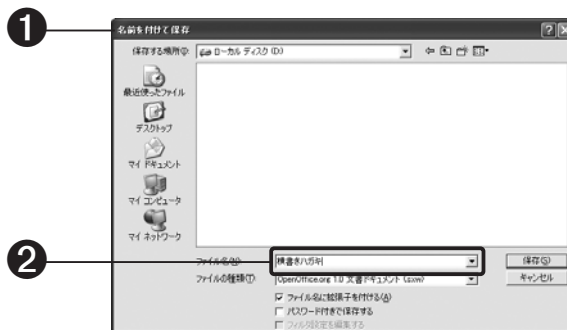 ❶
名前を付けて保存
保存する場所(I):
ローカル ディスク (D:)
最近使ったファイル
デスクトップ
マイ ドキュメント
マイ コンピュータ
マイ ネットワーク
❷
ファイル名(N):
横書きハガキ
保存(S)
ファイルの種類(T):
OpenOffice.org 1.0 文書ドキュメント (.sxw)
キャンセル
ファイル名に拡張子を付ける(A)
パスワード付きで保存する
フィルタ設定を編集する